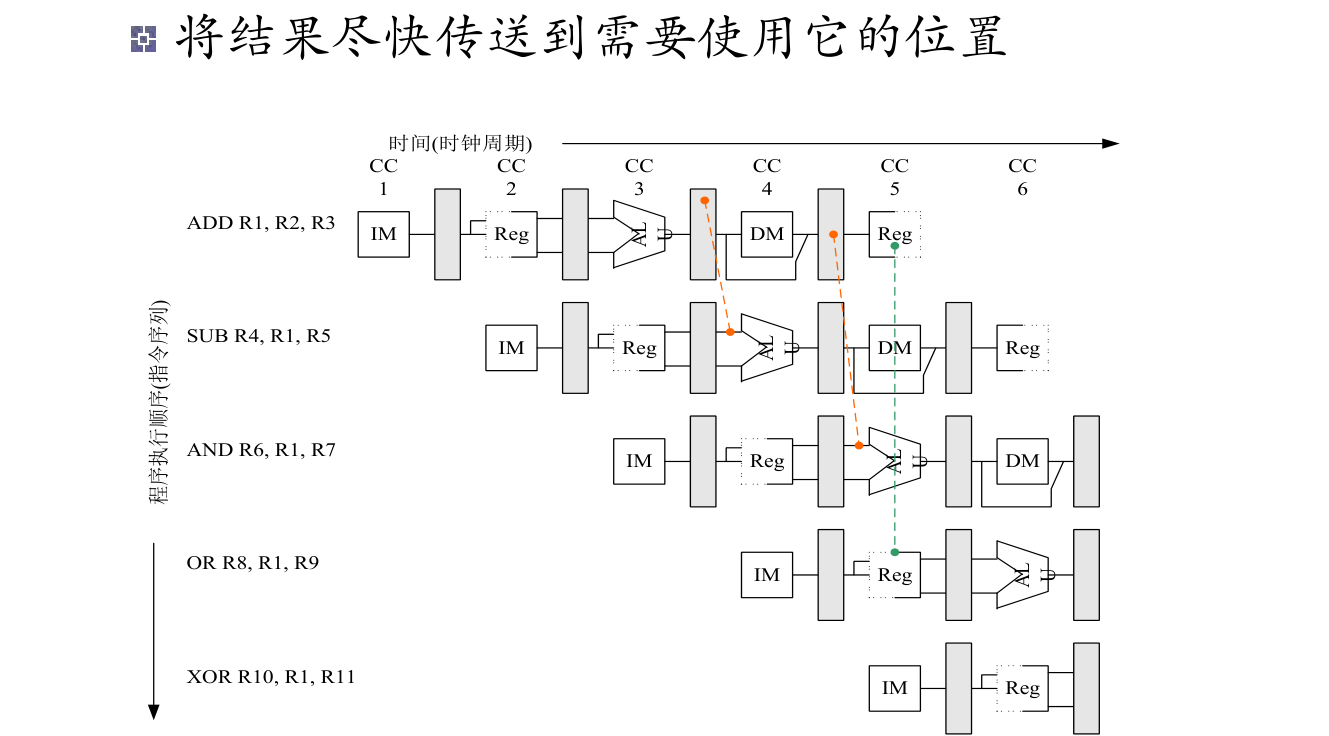 将结果尽快传送到需要使用它的位置
时间(时钟周期)
CC CC CC CC CC CC
1 2 3 4 5 6
程序执行顺序(指令序列)
ADD R1, R2, R3 IM Reg ALU DM Reg
SUB R4, R1, R5 IM Reg ALU DM Reg
AND R6, R1, R7 IM Reg ALU DM
OR R8, R1, R9 IM Reg ALU
XOR R10, R1, R11 IM Reg